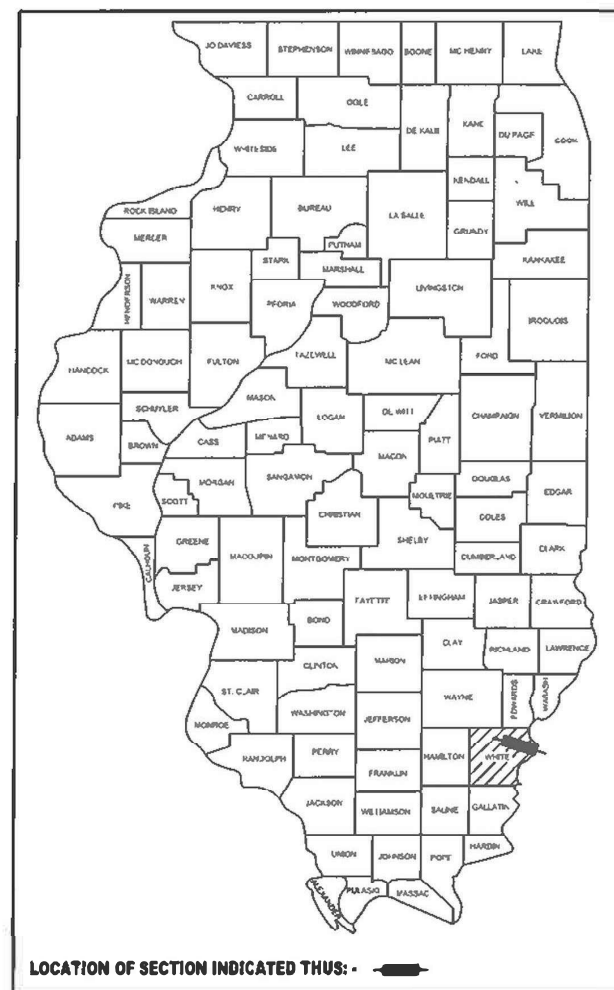 JO DAVIESS
STEPHENSON
WINNEBAGO
BOONE
MC HENRY
LAKE
CARROLL
OGLE
DE KALB
KANE
DU PAGE
COOK
WHITESIDE
LEE
KENDALL
WILL
ROCK ISLAND
HENRY
BUREAU
LA SALLE
GRUNDY
MERCER
PUTNAM
STARK
MARSHALL
KANKAKEE
HENDERSON
WARREN
KNOX
PEORIA
WOODFORD
LIVINGSTON
IROQUOIS
HANCOCK
MC DONOUGH
FULTON
TAZEWELL
MC LEAN
FORD
SCHUYLER
MASON
LOGAN
DE WITT
CHAMPAIGN
VERMILION
ADAMS
BROWN
CASS
MENARD
MACON
PIATT
PIKE
SCOTT
MORGAN
SANGAMON
CHRISTIAN
MOULTRIE
DOUGLAS
EDGAR
COLES
CALHOUN
GREENE
MACOUPIN
MONTGOMERY
SHELBY
CUMBERLAND
CLARK
JERSEY
FAYETTE
EFFINGHAM
JASPER
CRAWFORD
MADISON
BOND
CLAY
RICHLAND
LAWRENCE
CLINTON
MARION
ST. CLAIR
WASHINGTON
WAYNE
EDWARDS
WABASH
MONROE
JEFFERSON
RANDOLPH
PERRY
HAMILTON
WHITE
FRANKLIN
JACKSON
WILLIAMSON
SALINE
GALLATIN
UNION
JOHNSON
POPE
HARDIN
ALEXANDER
PULASKI
MASSAC
LOCATION OF SECTION INDICATED THUS: -